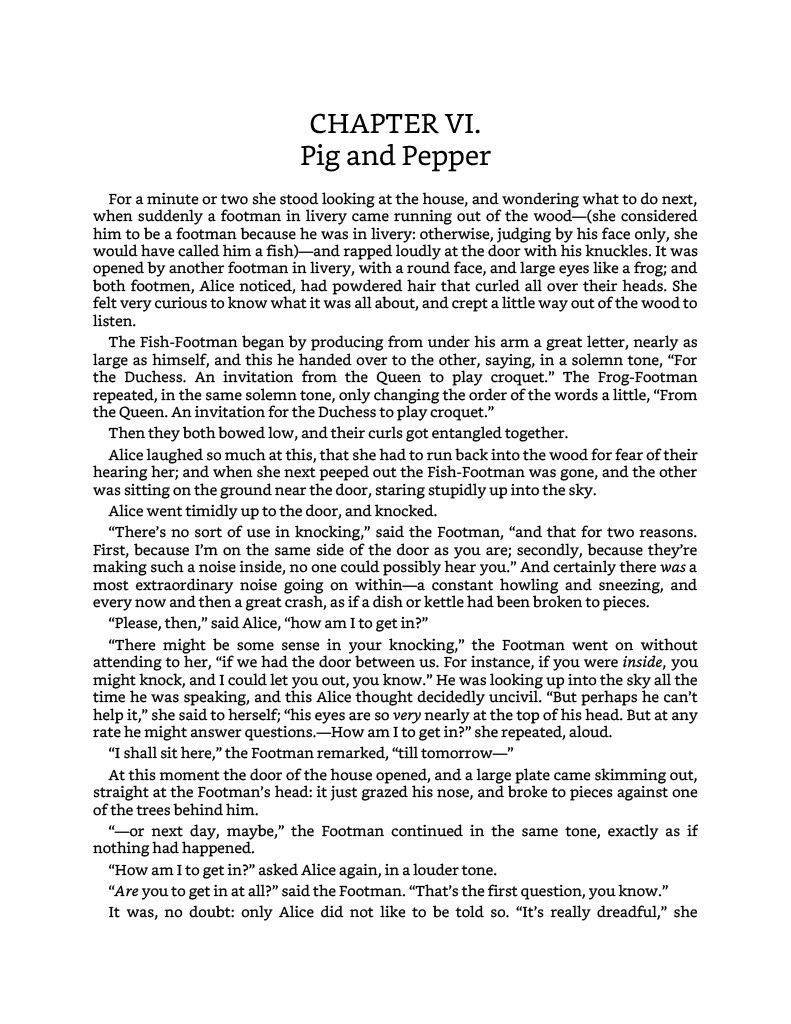 CHAPTER VI.
Pig and Pepper
For a minute or two she stood looking at the house, and wondering what to do next,
when suddenly a footman in livery came running out of the wood—(she considered
him to be a footman because he was in livery: otherwise, judging by his face only, she
would have called him a fish)—and rapped loudly at the door with his knuckles. It was
opened by another footman in livery, with a round face, and large eyes like a frog; and
both footmen, Alice noticed, had powdered hair that curled all over their heads. She
felt very curious to know what it was all about, and crept a little way out of the wood to
listen.
The Fish-Footman began by producing from under his arm a great letter, nearly as
large as himself, and this he handed over to the other, saying, in a solemn tone, “For
the Duchess. An invitation from the Queen to play croquet.” The Frog-Footman
repeated, in the same solemn tone, only changing the order of the words a little, “From
the Queen. An invitation for the Duchess to play croquet.”
Then they both bowed low, and their curls got entangled together.
Alice laughed so much at this, that she had to run back into the wood for fear of their
hearing her; and when she next peeped out the Fish-Footman was gone, and the other
was sitting on the ground near the door, staring stupidly up into the sky.
Alice went timidly up to the door, and knocked.
“There’s no sort of use in knocking,” said the Footman, “and that for two reasons.
First, because I’m on the same side of the door as you are; secondly, because they’re
making such a noise inside, no one could possibly hear you.” And certainly there was a
most extraordinary noise going on within—a constant howling and sneezing, and
every now and then a great crash, as if a dish or kettle had been broken to pieces.
“Please, then,” said Alice, “how am I to get in?”
“There might be some sense in your knocking,” the Footman went on without
attending to her, “if we had the door between us. For instance, if you were inside, you
might knock, and I could let you out, you know.” He was looking up into the sky all the
time he was speaking, and this Alice thought decidedly uncivil. “But perhaps he can’t
help it,” she said to herself; “his eyes are so very nearly at the top of his head. But at any
rate he might answer questions.—How am I to get in?” she repeated, aloud.
“I shall sit here,” the Footman remarked, “till tomorrow—”
At this moment the door of the house opened, and a large plate came skimming out,
straight at the Footman’s head: it just grazed his nose, and broke to pieces against one
of the trees behind him.
“—or next day, maybe,” the Footman continued in the same tone, exactly as if
nothing had happened.
“How am I to get in?” asked Alice again, in a louder tone.
“Are you to get in at all?” said the Footman. “That’s the first question, you know.”
It was, no doubt: only Alice did not like to be told so. “It’s really dreadful,” she